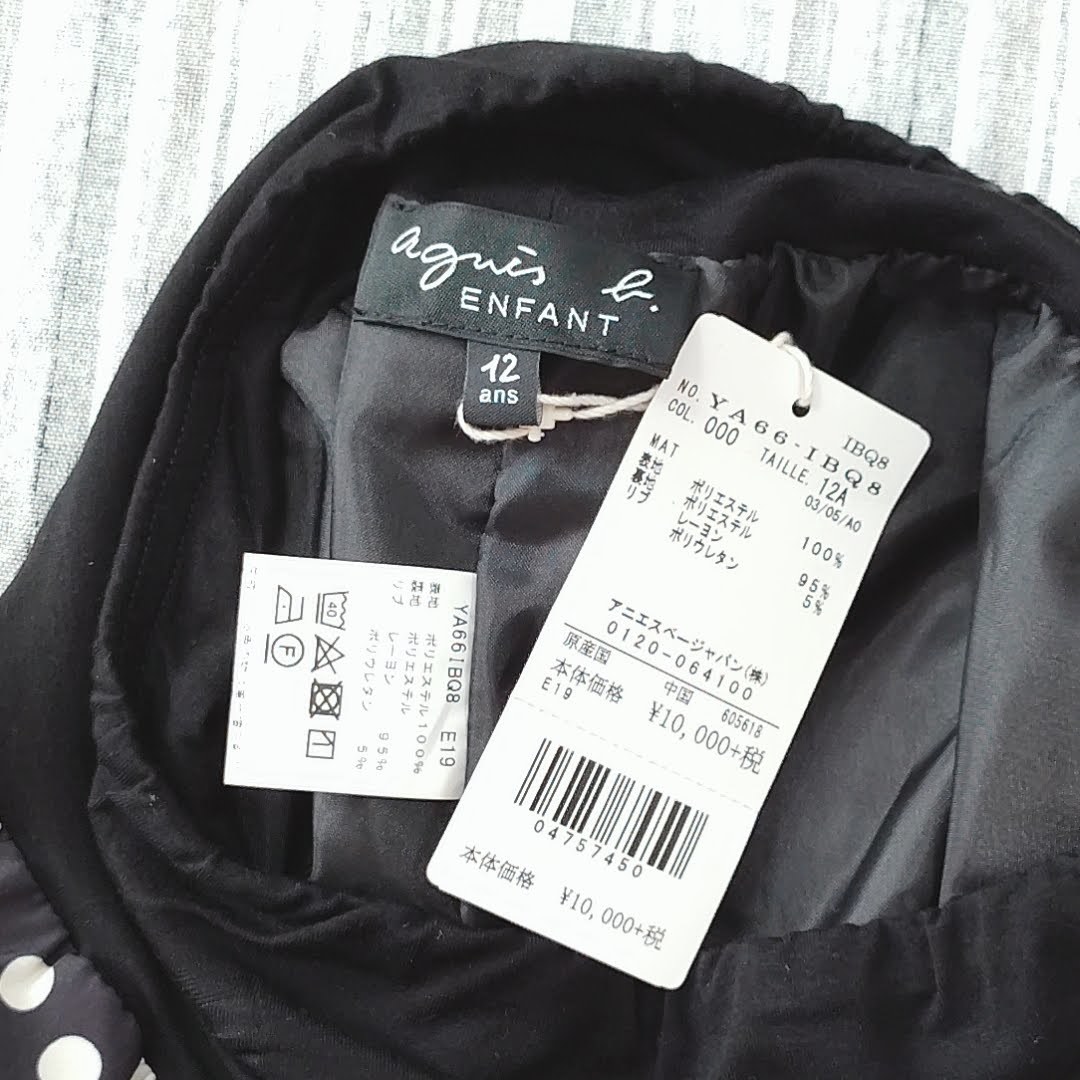 agnès b.
ENFANT
12
ans
IBQ8
NO. YA66-IBQ8
COL. 000 TAILLE. 12A
03/05/A0
MAT
表地 ポリエステル 100%
裏地 ポリエステル
リブ レーヨン 95%
ポリウレタン 5%
アニエスベージャパン(株)
0120-064100
原産国 中国 605618
本体価格 ¥10,000+税
E19
04757450
本体価格 ¥10,000+税
YA66IBQ8 E19
表地 ポリエステル100%
裏地 ポリエステル
リブ レーヨン 95%
ポリウレタン 5%
40
F